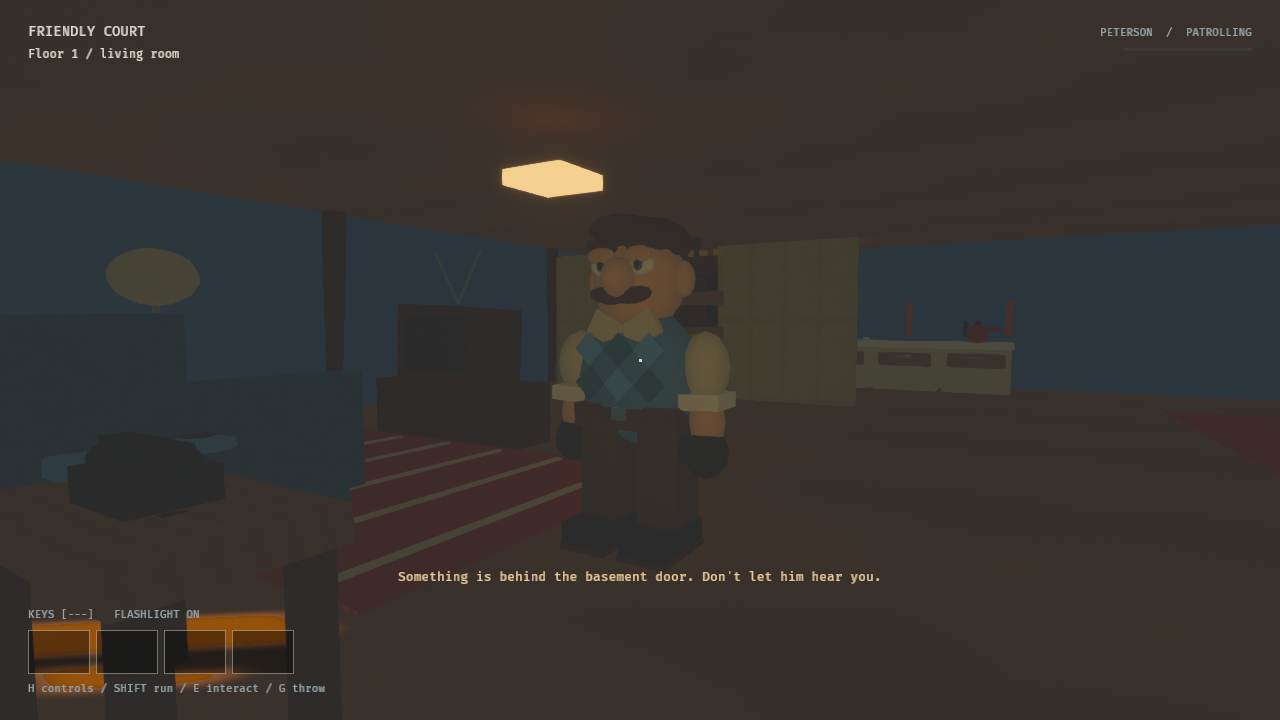 FRIENDLY COURT
Floor 1 / living room
PETERSON / PATROLLING
Something is behind the basement door. Don't let him hear you.
KEYS [---] FLASHLIGHT ON
H controls / SHIFT run / E interact / G throw